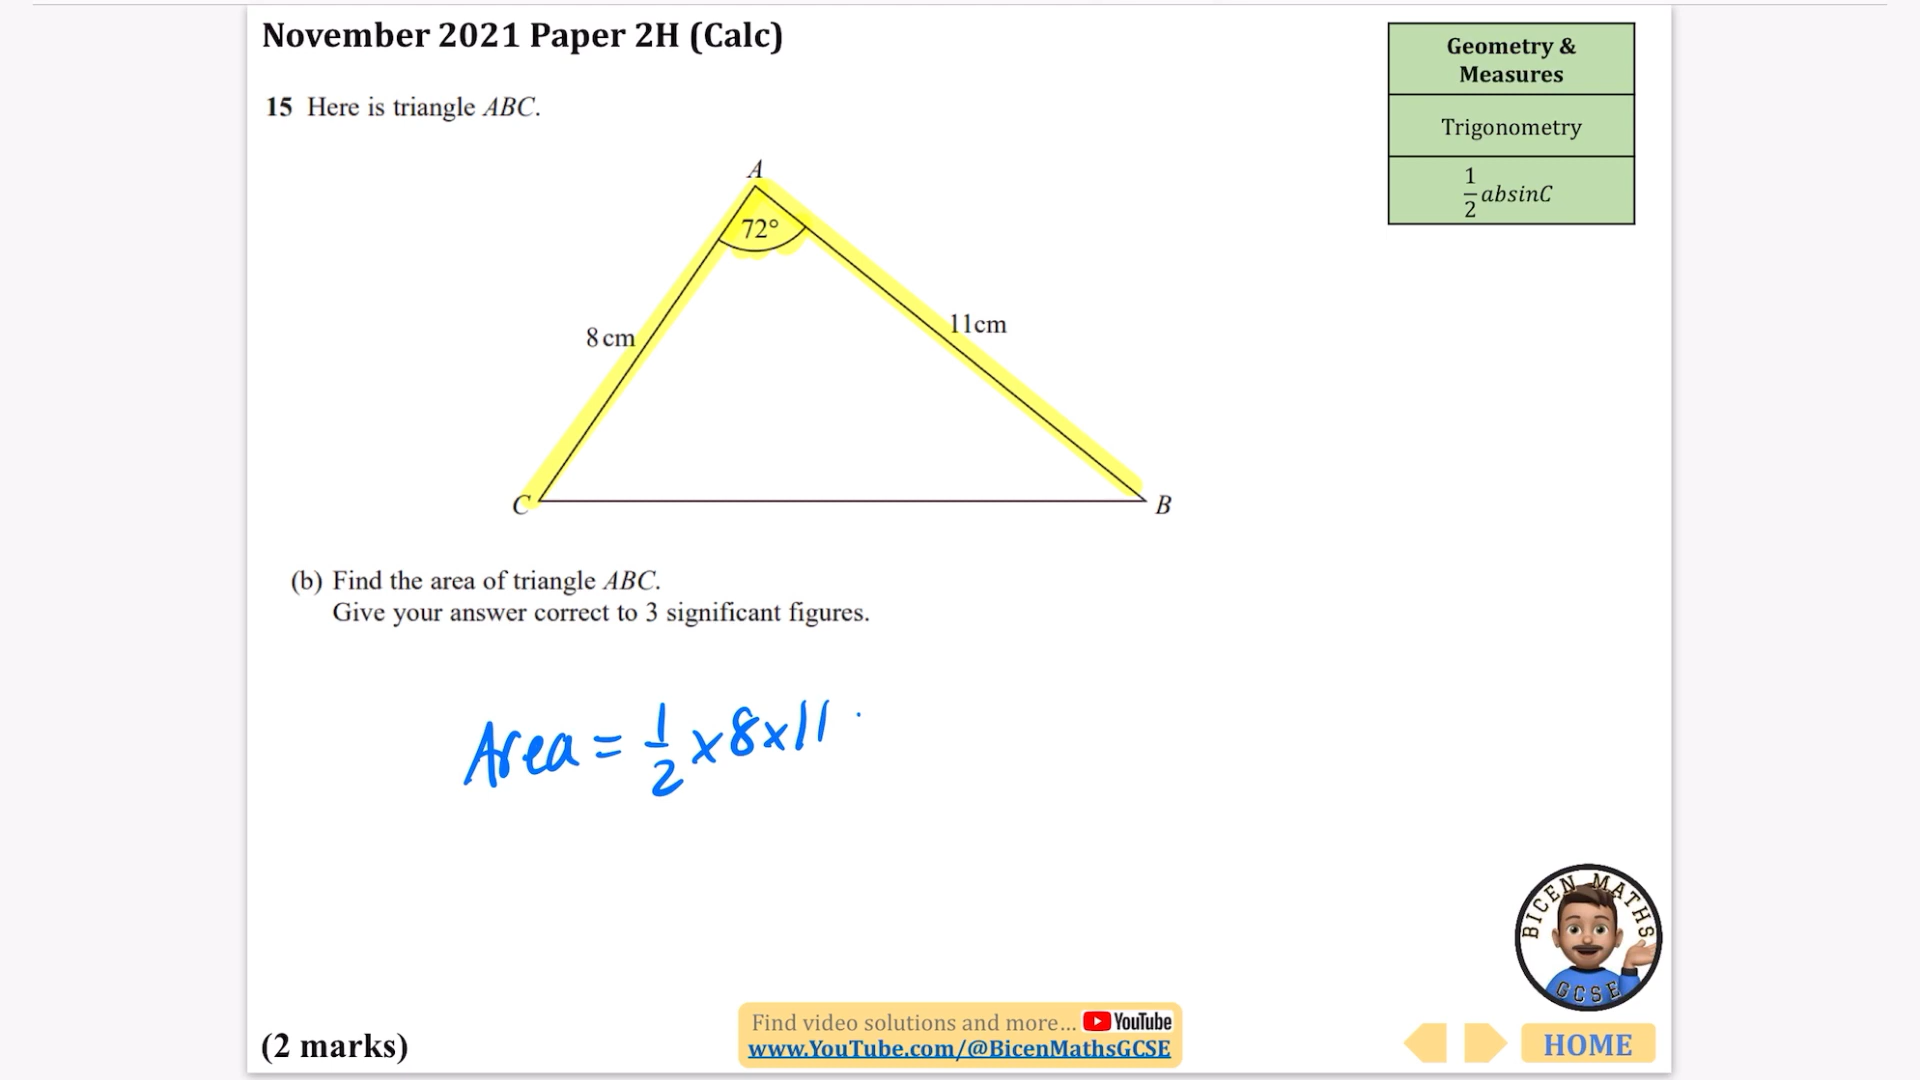 November 2021 Paper 2H (Calc)
Geometry &
Measures
Trigonometry
1/2 absinC
15 Here is triangle ABC.
A
72°
8 cm
11cm
C
B
(b) Find the area of triangle ABC.
Give your answer correct to 3 significant figures.
Area = 1/2 x 8 x 11
BICEN MATHS
GCSE
(2 marks)
Find video solutions and more... YouTube
www.YouTube.com/@BicenMathsGCSE
HOME